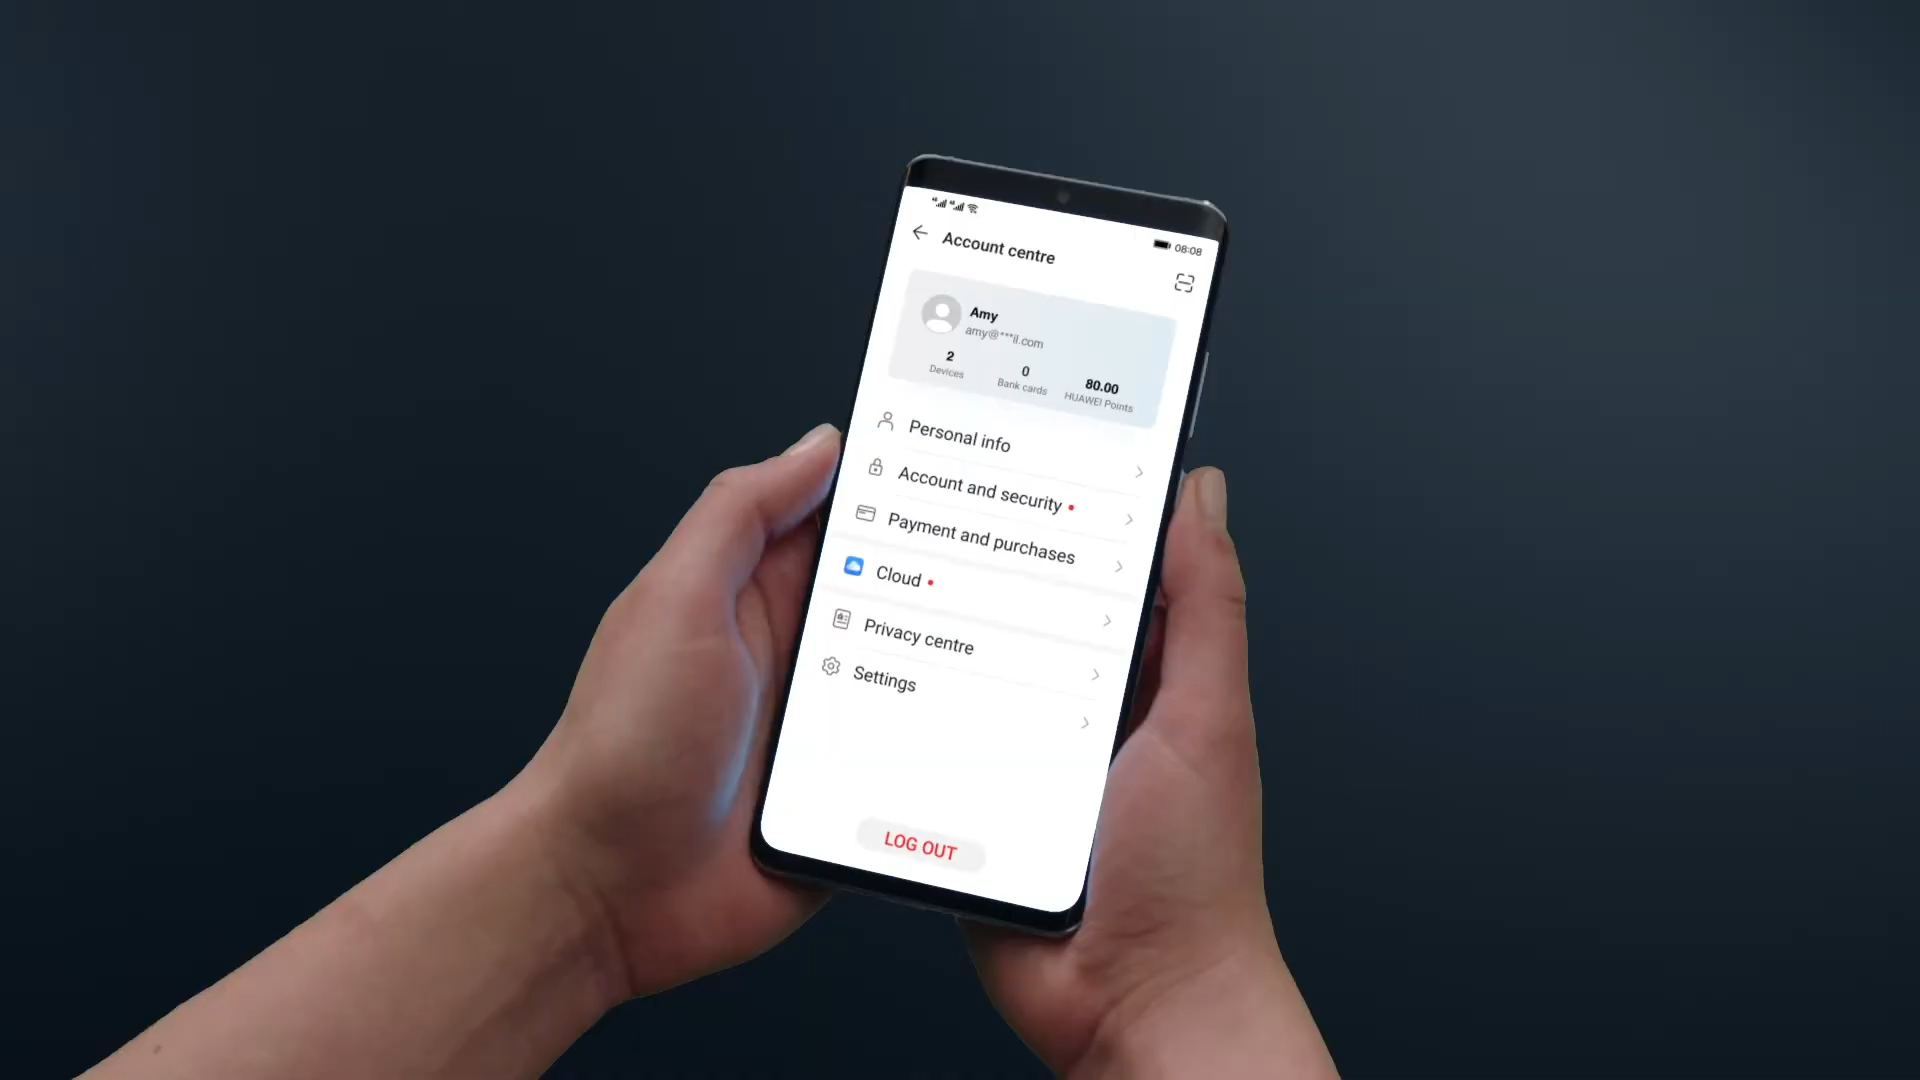 08:08
Account centre
Amy
amy@***il.com
2
Devices
0
Bank cards
80.00
HUAWEI Points
Personal info
Account and security
Payment and purchases
Cloud
Privacy centre
Settings
LOG OUT